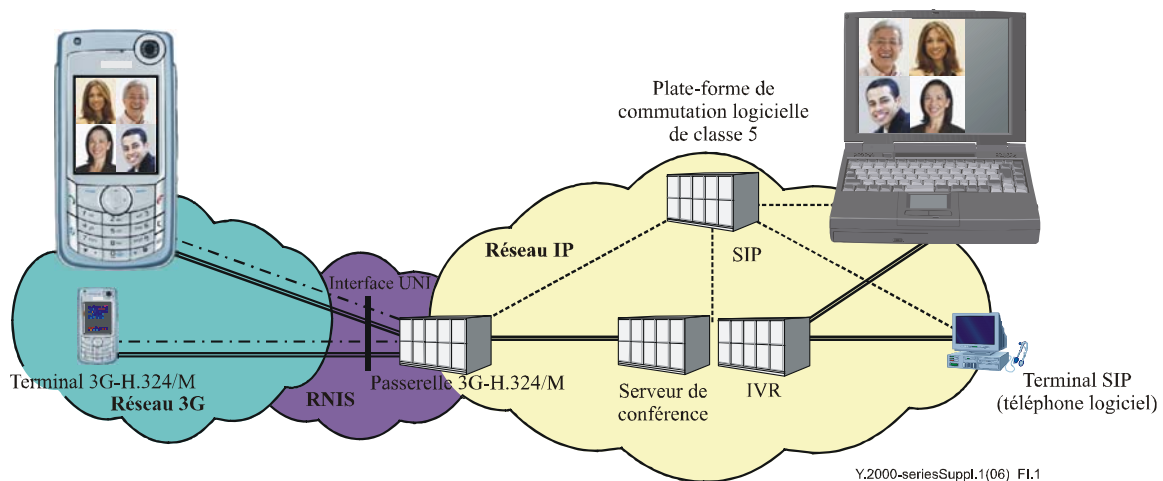 Plate-forme de
commutation logicielle
de classe 5
Réseau IP
SIP
Interface UNI
Terminal 3G-H.324/M
Réseau 3G
RNIS
Passerelle 3G-H.324/M
Serveur de
conférence
IVR
Terminal SIP
(téléphone logiciel)
Y.2000-seriesSuppl.1(06) FI.1